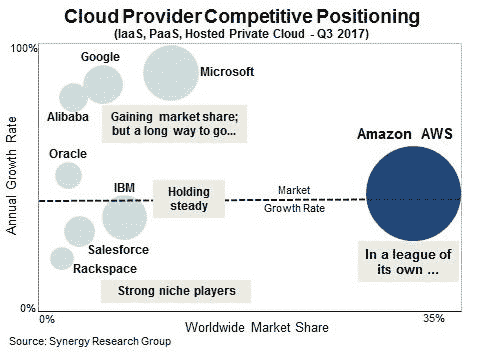 Cloud Provider Competitive Positioning
(IaaS, PaaS, Hosted Private Cloud - Q3 2017)
100%
Google
Microsoft
Alibaba
Gaining market share;
but a long way to go...
Amazon AWS
Oracle
IBM
Holding
steady
Market
Growth Rate
Annual Growth Rate
Salesforce
Rackspace
In a league of
its own ...
Strong niche players
0%
0%
35%
Worldwide Market Share
Source: Synergy Research Group